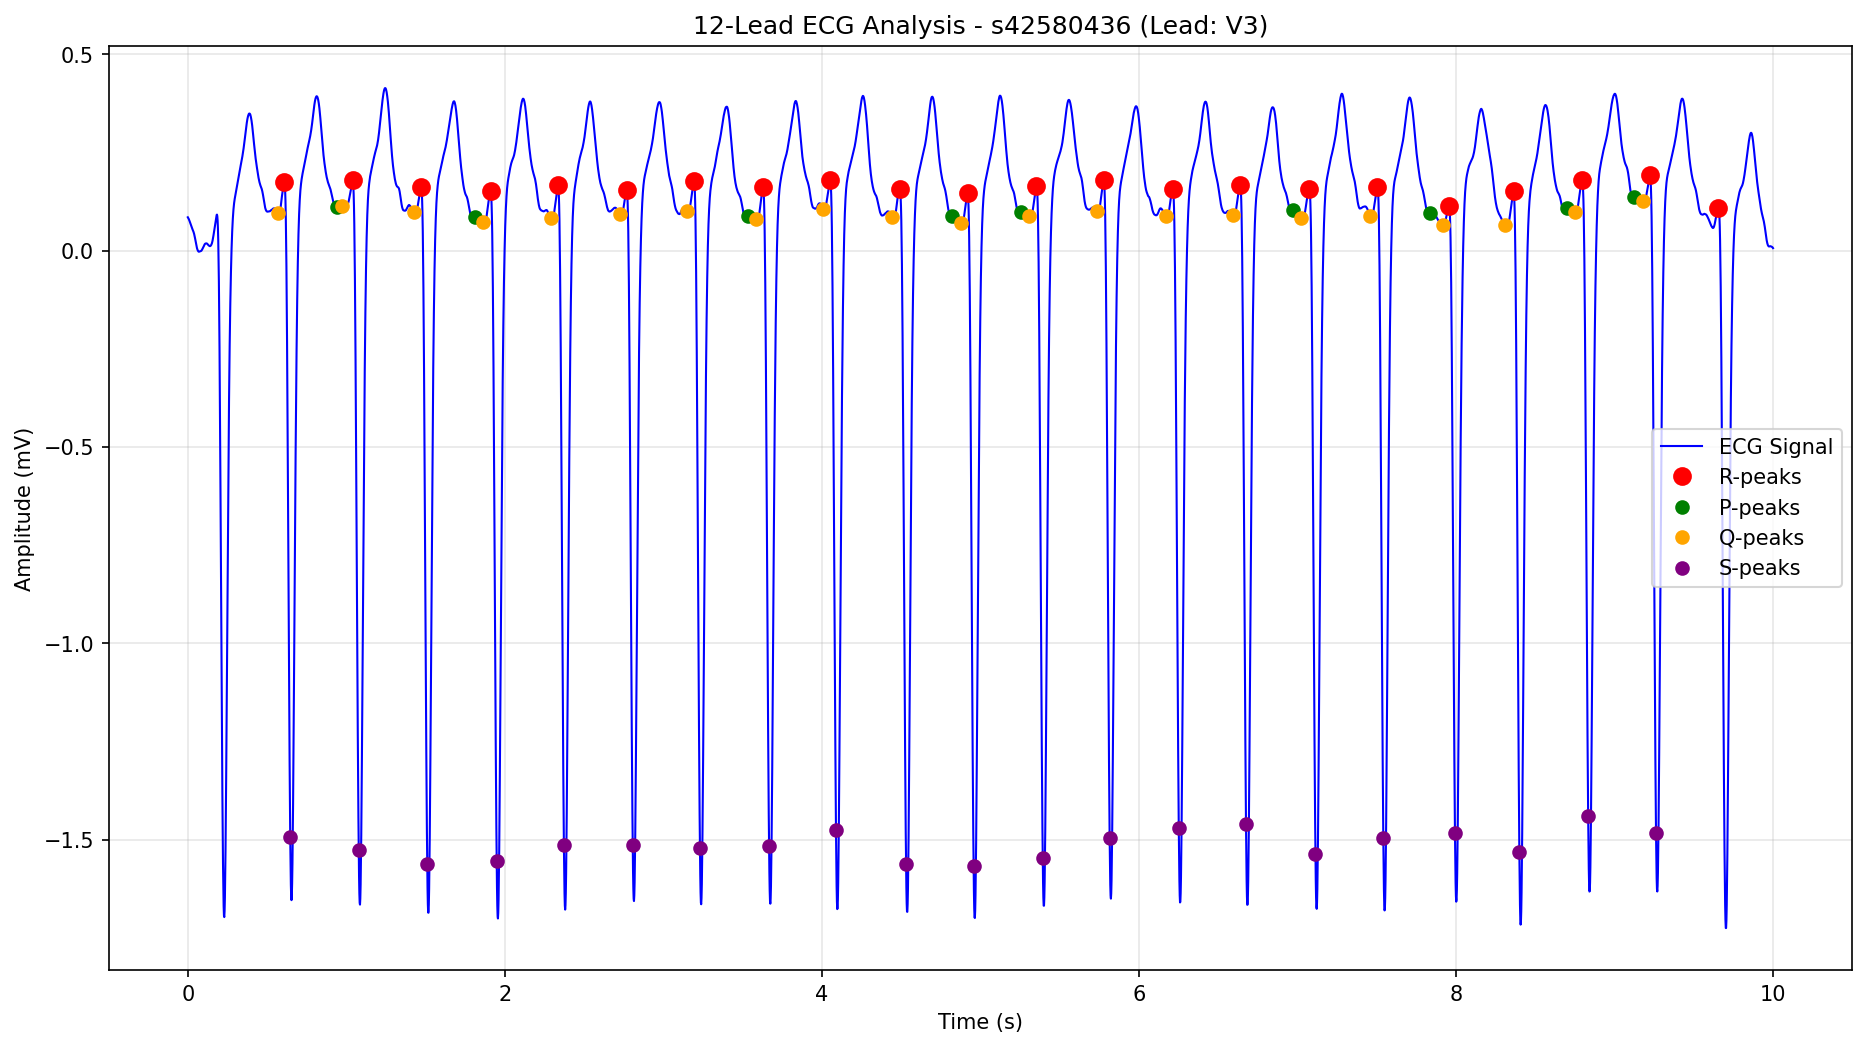 12-Lead ECG Analysis - s42580436 (Lead: V3)
0.5
0.0
−0.5
−1.0
−1.5
Amplitude (mV)
ECG Signal
R-peaks
P-peaks
Q-peaks
S-peaks
0 2 4 6 8 10
Time (s)